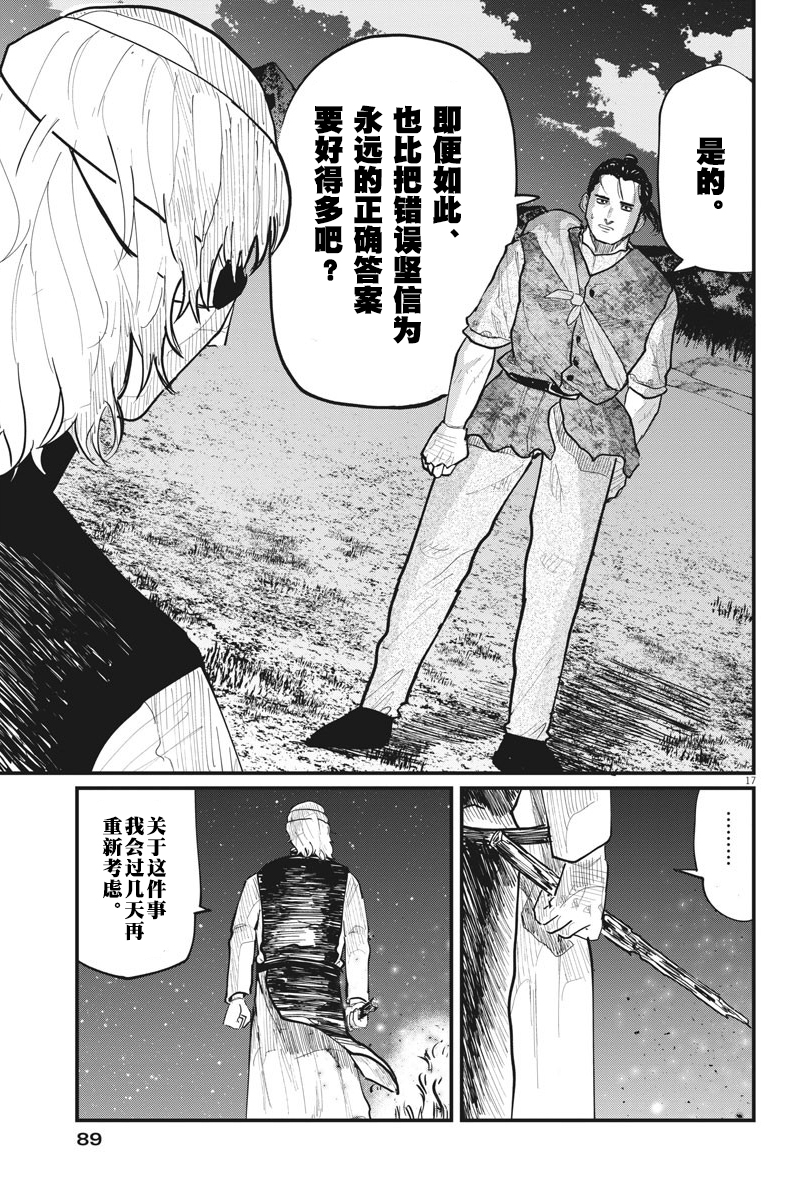 是的。
即便如此、
也比把错误坚信为
永远的正确答案
要好得多吧？
17
………
关于这件事
我会过几天再
重新考虑。
89